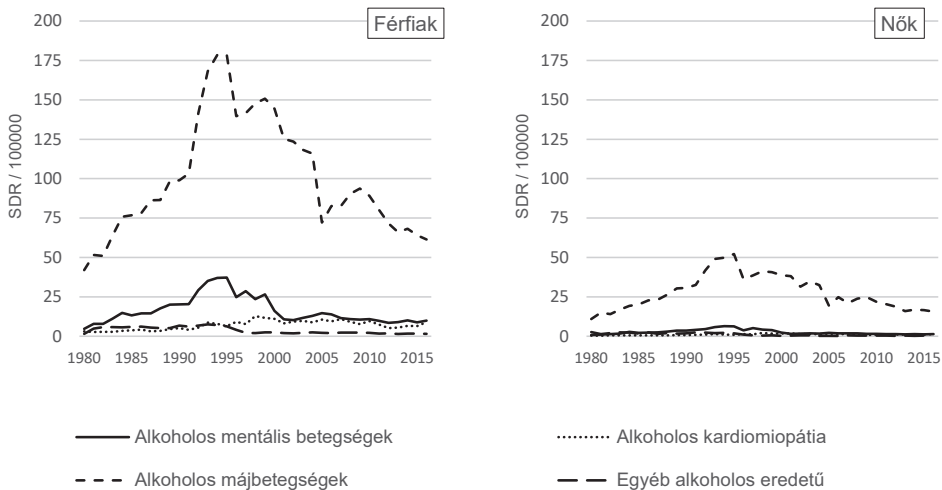 Férfiak
SDR / 100000
200
175
150
125
100
75
50
25
0
1980 1985 1990 1995 2000 2005 2010 2015
Nők
SDR / 100000
200
175
150
125
100
75
50
25
0
1980 1985 1990 1995 2000 2005 2010 2015
Alkoholos mentális betegségek
Alkoholos kardiomiopátia
Alkoholos májbetegségek
Egyéb alkoholos eredetű